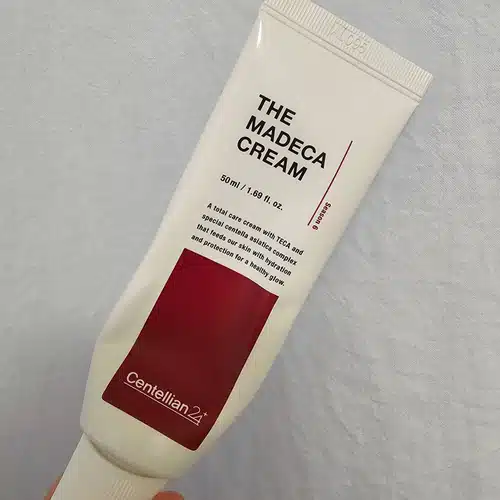 THE
MADECA
CREAM
50ml / 1.69 fl. oz.
Season 6
A total care cream with TECA and
special centella asiatica complex
that feeds our skin with hydration
and protection for a healthy glow.
Centellian24+